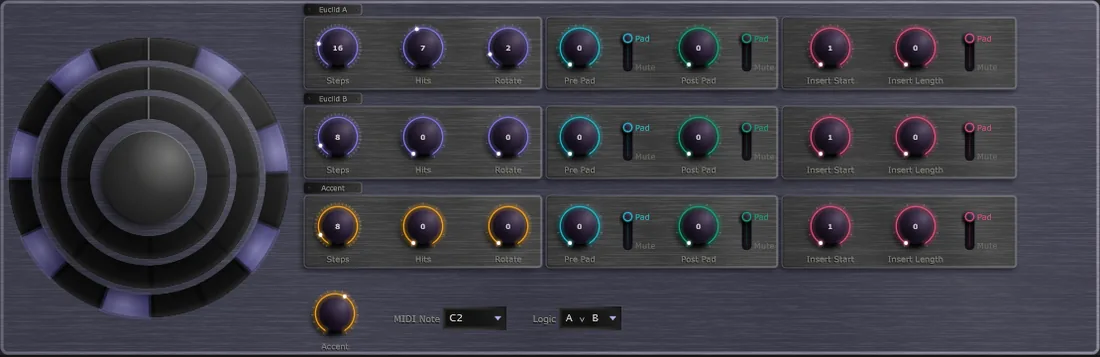 Euclid A
16 7 2 0 Pad Mute 0 Pad Mute 1 0 Pad Mute
Steps Hits Rotate Pre Pad Post Pad Insert Start Insert Length
Euclid B
8 0 0 0 Pad Mute 0 Pad Mute 1 0 Pad Mute
Steps Hits Rotate Pre Pad Post Pad Insert Start Insert Length
Accent
8 0 0 0 Pad Mute 0 Pad Mute 1 0 Pad Mute
Steps Hits Rotate Pre Pad Post Pad Insert Start Insert Length
MIDI Note C2 Logic A v B
Accent